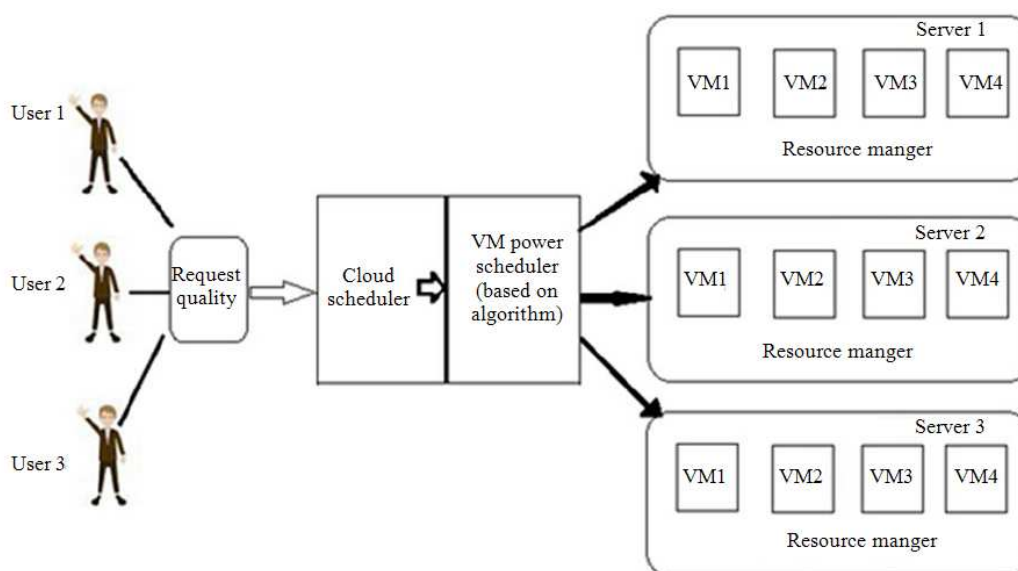 User 1
User 2
User 3
Request
quality
Cloud
scheduler
VM power
scheduler
(based on
algorithm)
Server 1
VM1 VM2 VM3 VM4
Resource manger
Server 2
VM1 VM2 VM3 VM4
Resource manger
Server 3
VM1 VM2 VM3 VM4
Resource manger